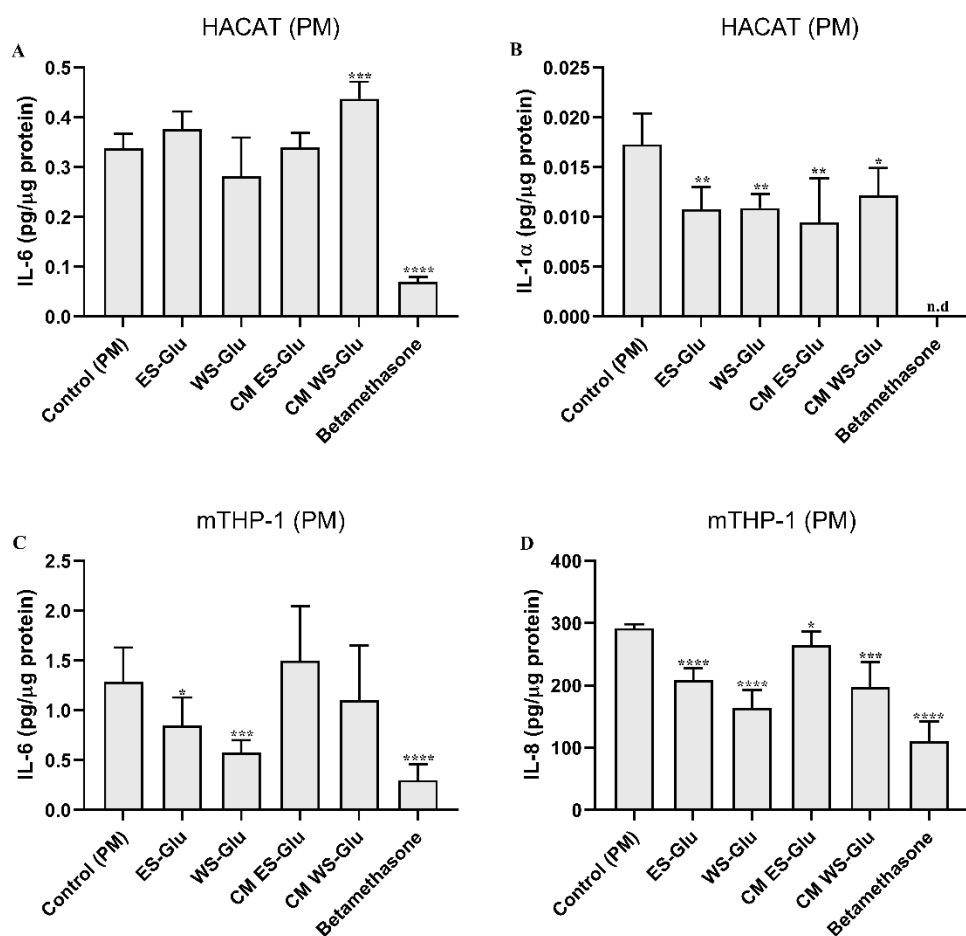 HACAT (PM)
A
IL-6 (pg/µg protein)
0.5
0.4
0.3
0.2
0.1
0.0
***
****
Control (PM)
ES-Glu
WS-Glu
CM ES-Glu
CM WS-Glu
Betamethasone
HACAT (PM)
B
IL-1α (pg/µg protein)
0.025
0.020
0.015
0.010
0.005
0.000
**
**
**
*
n.d
Control (PM)
ES-Glu
WS-Glu
CM ES-Glu
CM WS-Glu
Betamethasone
mTHP-1 (PM)
C
IL-6 (pg/µg protein)
2.5
2.0
1.5
1.0
0.5
0.0
*
***
****
Control (PM)
ES-Glu
WS-Glu
CM ES-Glu
CM WS-Glu
Betamethasone
mTHP-1 (PM)
D
IL-8 (pg/µg protein)
400
300
200
100
0
****
****
*
***
****
Control (PM)
ES-Glu
WS-Glu
CM ES-Glu
CM WS-Glu
Betamethasone